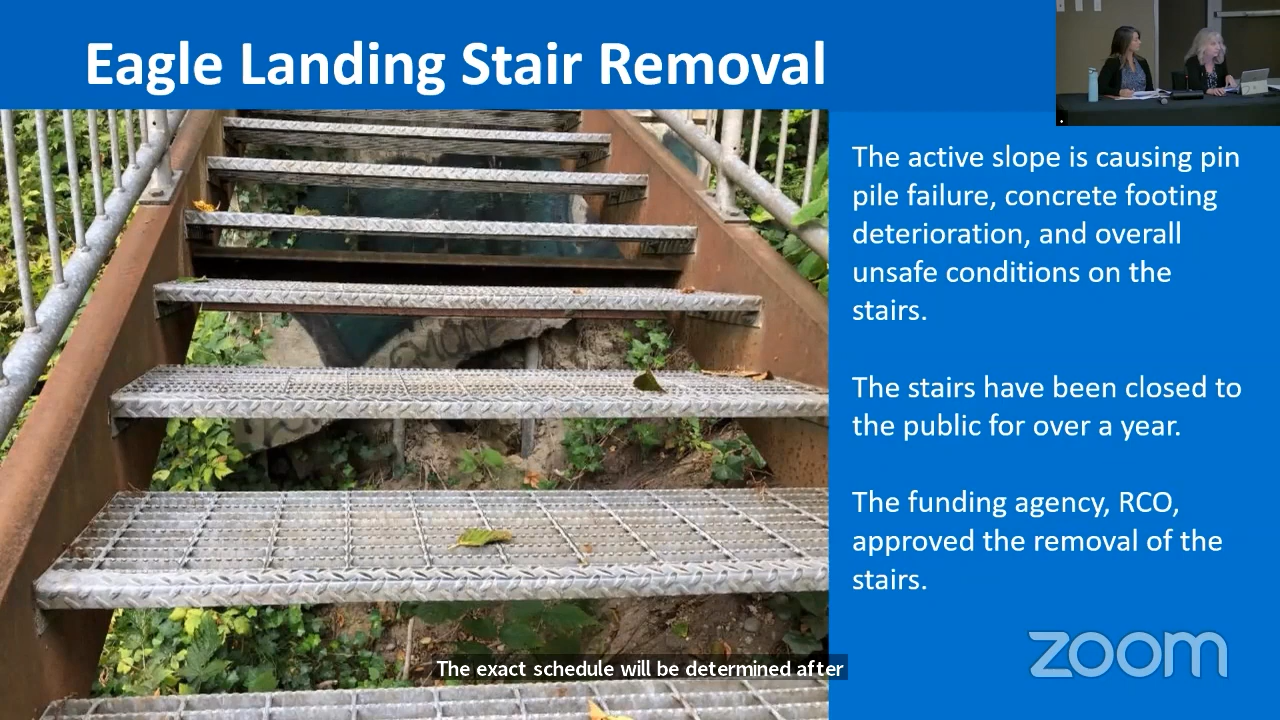 Eagle Landing Stair Removal
The active slope is causing pin
pile failure, concrete footing
deterioration, and overall
unsafe conditions on the
stairs.
The stairs have been closed to
the public for over a year.
The funding agency, RCO,
approved the removal of the
stairs.
The exact schedule will be determined after
zoom